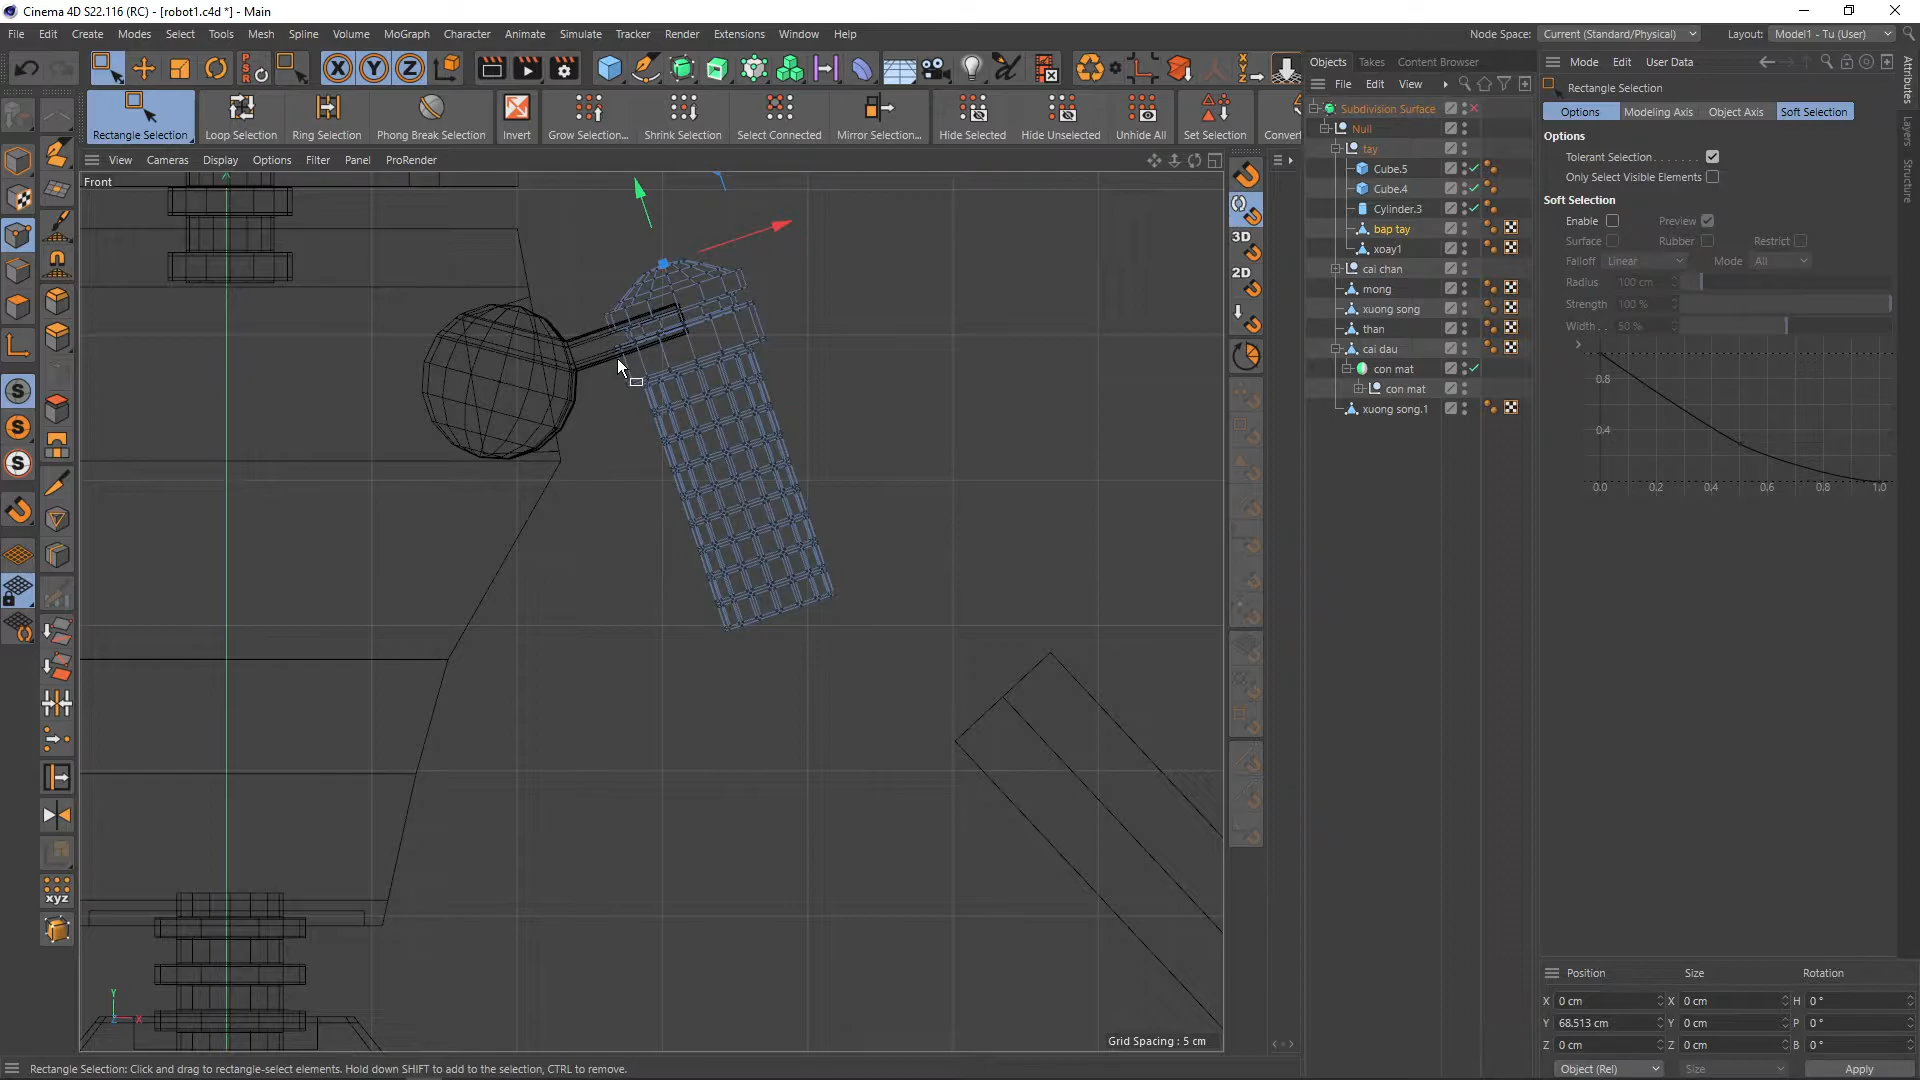 Cinema 4D S22.116 (RC) - [robot1.c4d *] - Main
File Edit Create Modes Select Tools Mesh Spline Volume MoGraph Character Animate Simulate Tracker Render Extensions Window Help
Node Space: Current (Standard/Physical) Layout: Model1 - Tu (User)
PSR
Rectangle Selection Loop Selection Ring Selection Phong Break Selection Invert Grow Selection... Shrink Selection Select Connected Mirror Selection... Hide Selected Hide Unselected Unhide All Set Selection Convert
View Cameras Display Options Filter Panel ProRender
Front
3D
2D
xyz
Y
X
Z
Grid Spacing : 5 cm
Objects Takes Content Browser
File Edit View
Subdivision Surface
Null
tay
Cube.5
Cube.4
Cylinder.3
bap tay
xoay1
cai chan
mong
xuong song
than
cai dau
con mat
con mat
xuong song.1
Mode Edit User Data
Rectangle Selection
Options Modeling Axis Object Axis Soft Selection
Options
Tolerant Selection
Only Select Visible Elements
Soft Selection
Enable Preview
Surface Rubber Restrict
Falloff Linear Mode All
Radius 100 cm
Strength 100 %
Width 50 %
0.8
0.4
0.0 0.2 0.4 0.6 0.8 1.0
Attributes
Layers
Structure
Position Size Rotation
X 0 cm X 0 cm H 0 °
Y 68.513 cm Y 0 cm P 0 °
Z 0 cm Z 0 cm B 0 °
Object (Rel) Size Apply
Rectangle Selection: Click and drag to rectangle-select elements. Hold down SHIFT to add to the selection, CTRL to remove.